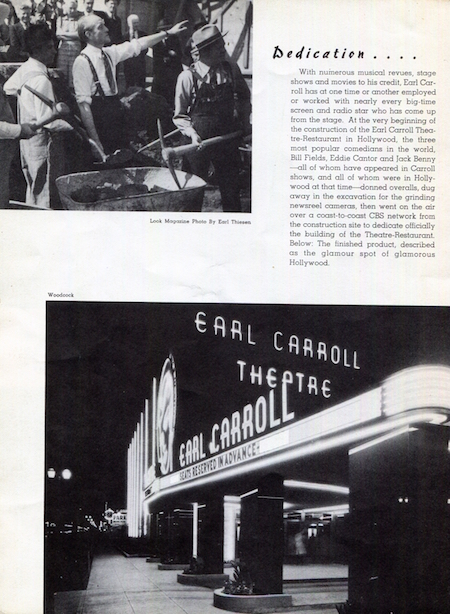 Dedication . . . .
With numerous musical revues, stage
shows and movies to his credit, Earl Car-
roll has at one time or another employed
or worked with nearly every big-time
screen and radio star who has come up
from the stage. At the very beginning of
the construction of the Earl Carroll Thea-
tre-Restaurant in Hollywood, the three
most popular comedians in the world,
Bill Fields, Eddie Cantor and Jack Benny
—all of whom have appeared in Carroll
shows, and all of whom were in Holly-
wood at that time—donned overalls, dug
away in the excavation for the grinding
newsreel cameras, then went on the air
over a coast-to-coast CBS network from
the construction site to dedicate officially
the building of the Theatre-Restaurant.
Below: The finished product, described
as the glamour spot of glamorous
Hollywood.
Look Magazine Photo By Earl Thiesen
Woodcock
EARL CARROLL
THEATRE
EARL CARROLL
SEATS RESERVED IN ADVANCE
PARK